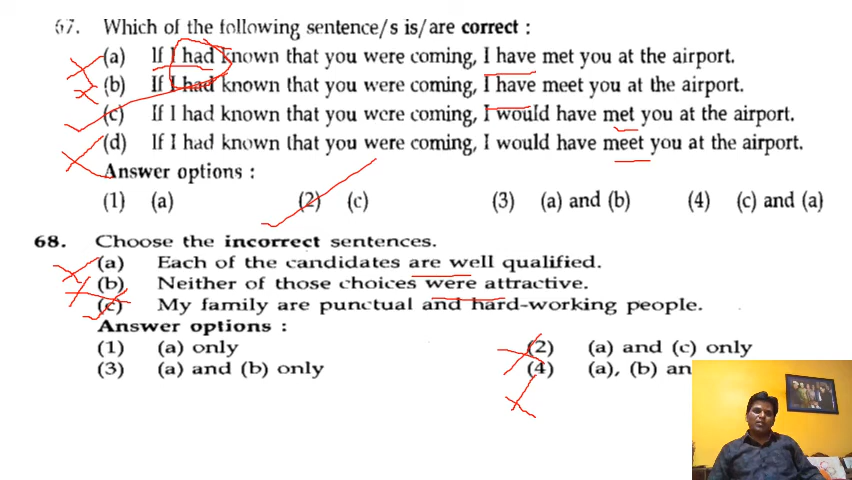 67. Which of the following sentence/s is/are correct :
(a) If I had known that you were coming, I have met you at the airport.
(b) If I had known that you were coming, I have meet you at the airport.
(c) If I had known that you were coming, I would have met you at the airport.
(d) If I had known that you were coming, I would have meet you at the airport.
Answer options :
(1) (a) (2) (c) (3) (a) and (b) (4) (c) and (a)
68. Choose the incorrect sentences.
(a) Each of the candidates are well qualified.
(b) Neither of those choices were attractive.
(c) My family are punctual and hard-working people.
Answer options :
(1) (a) only (2) (a) and (c) only
(3) (a) and (b) only (4) (a), (b) an